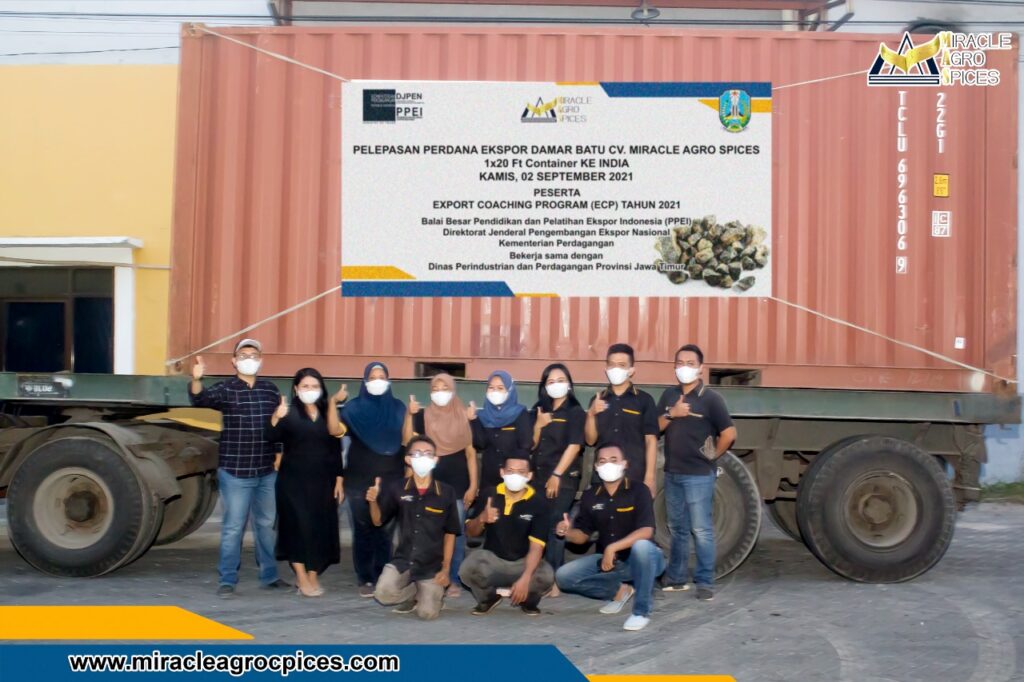 MIRACLE
AGRO
SPICES
DJPEN
PPEI
MIRACLE
AGRO
SPICES
PELEPASAN PERDANA EKSPOR DAMAR BATU CV. MIRACLE AGRO SPICES
1x20 Ft Container KE INDIA
KAMIS, 02 SEPTEMBER 2021
PESERTA
EXPORT COACHING PROGRAM (ECP) TAHUN 2021
Balai Besar Pendidikan dan Pelatihan Ekspor Indonesia (PPEI)
Direktorat Jenderal Pengembangan Ekspor Nasional
Kementerian Perdagangan
Bekerja sama dengan
Dinas Perindustrian dan Perdagangan Provinsi Jawa Timur
TCLU 696306 9
22G1
www.miracleagrocpices.com